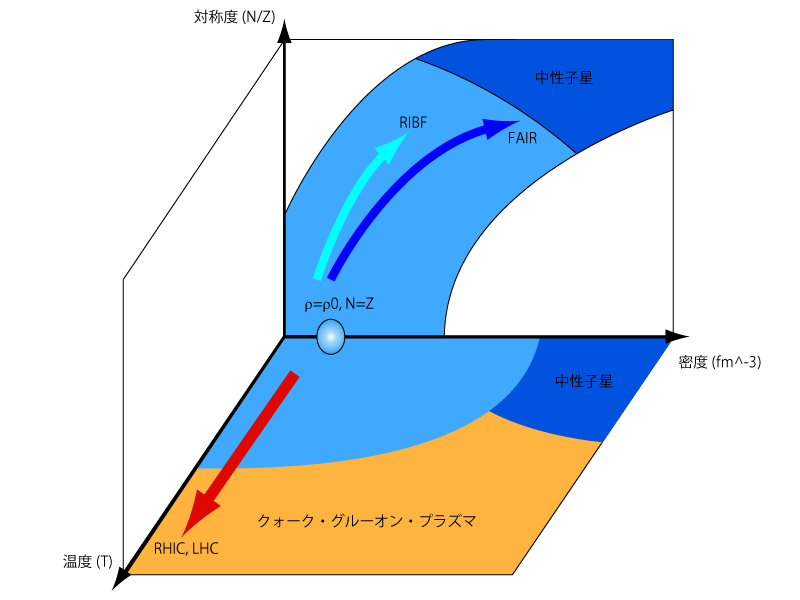 対称度 (N/Z)
中性子星
RIBF
FAIR
ρ=ρ0, N=Z
密度 (fm^-3)
中性子星
クォーク・グルーオン・プラズマ
RHIC, LHC
温度 (T)